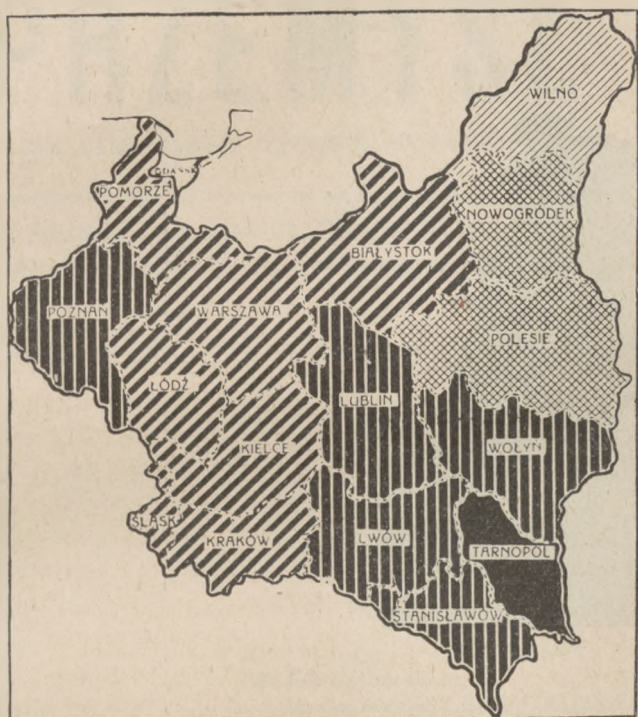 WILNO
GDAŃSK
POMORZE
NOWOGRÓDEK
BIAŁYSTOK
POZNAŃ
WARSZAWA
POLESIE
ŁÓDŹ
LUBLIN
KIELCE
WOŁYŃ
ŚLĄSK
KRAKÓW
LWÓW
TARNOPOL
STANISŁAWÓW